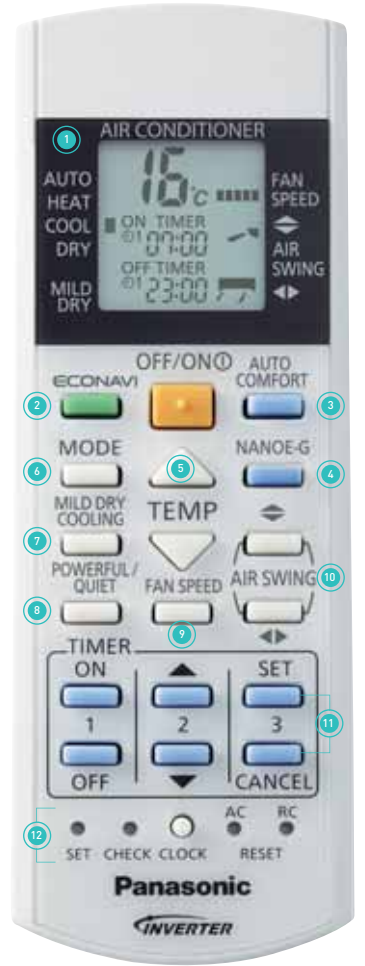 1
AIR CONDITIONER
AUTO
HEAT
COOL
DRY
MILD
DRY
16°C
ON TIMER
1 07:00
OFF TIMER
1 23:00
FAN
SPEED
AIR
SWING
OFF/ON
ECONAVI
AUTO
COMFORT
2
3
MODE
NANOE-G
6
5
4
MILD DRY
COOLING
TEMP
7
POWERFUL/
QUIET
FAN SPEED
AIR SWING
10
8
9
TIMER
ON
SET
1
2
3
11
OFF
CANCEL
12
AC
RC
SET
CHECK
CLOCK
RESET
Panasonic
INVERTER